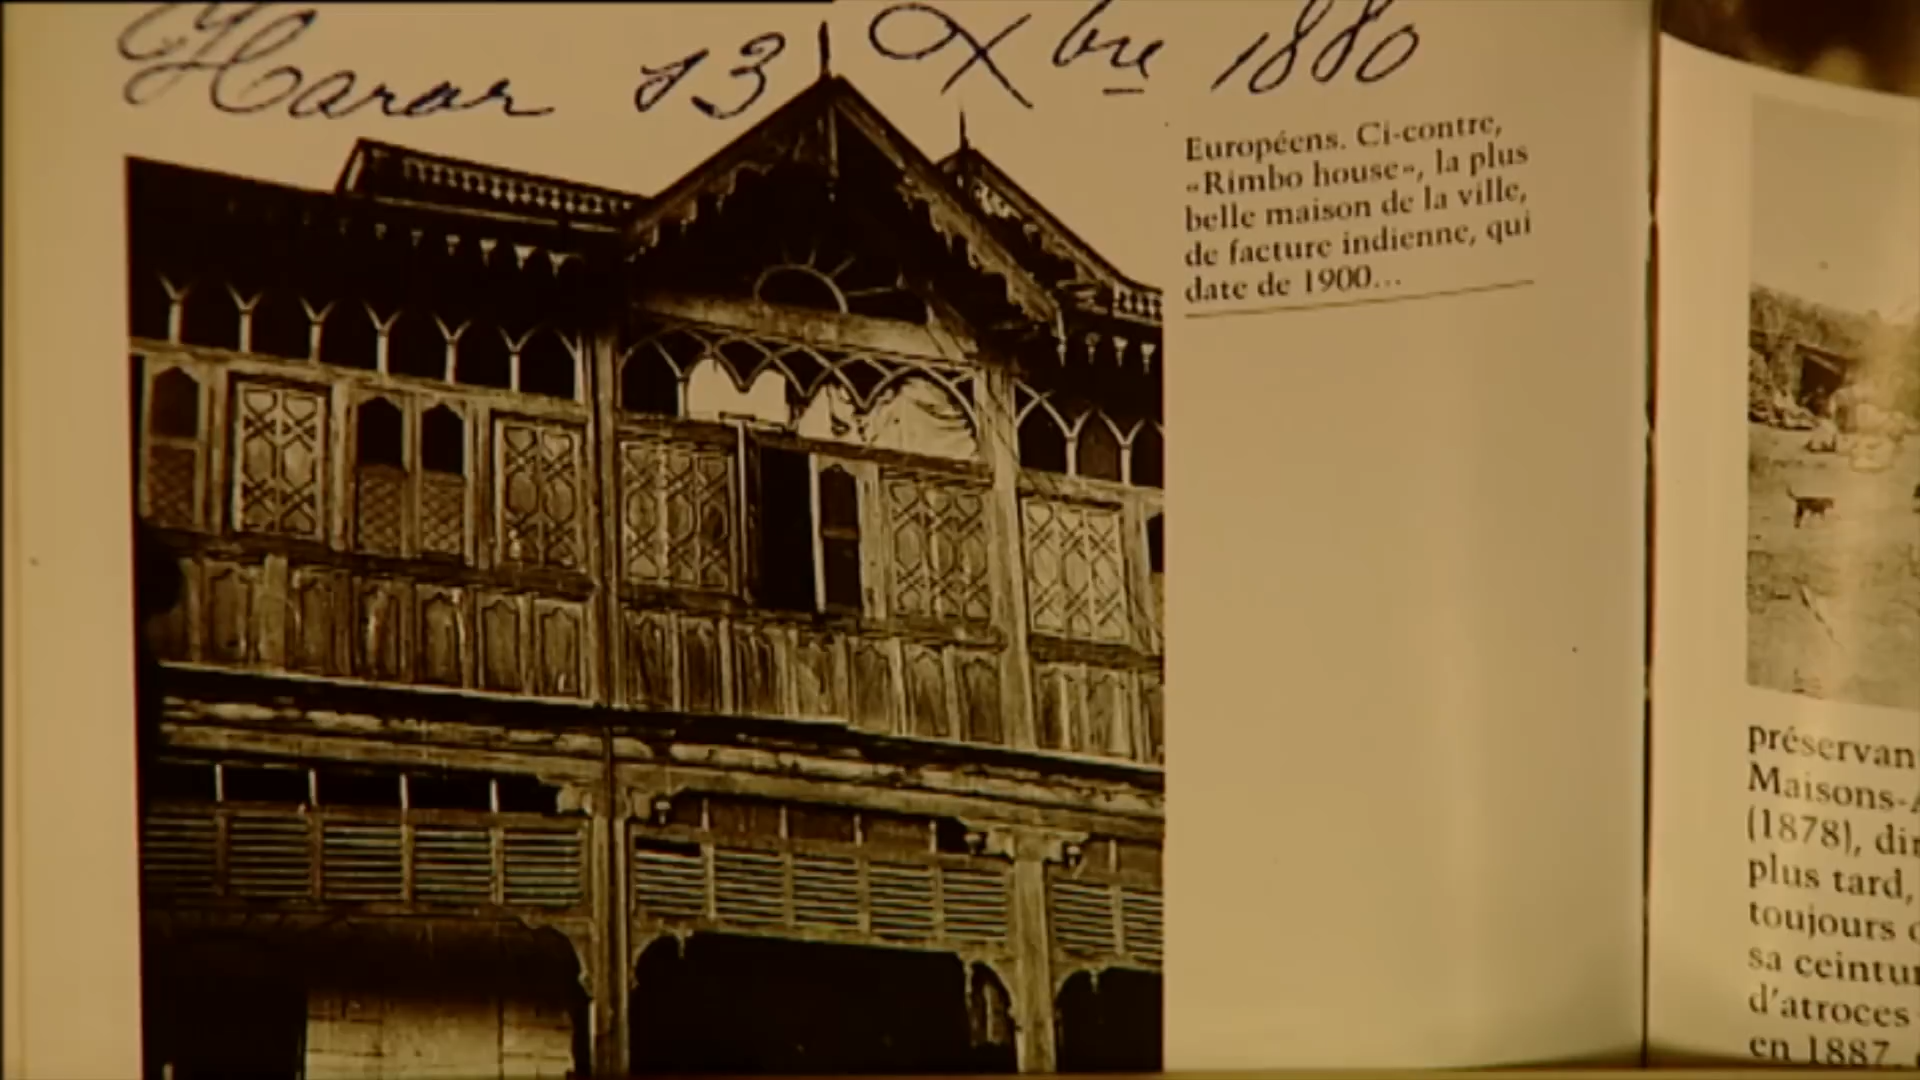 Harar 13 Xbre 1880
Européens. Ci-contre,
«Rimbo house», la plus
belle maison de la ville,
de facture indienne, qui
date de 1900...
préservan
Maisons-
(1878), di
plus tard,
toujours
sa ceintu
d'atroces
en 1887,